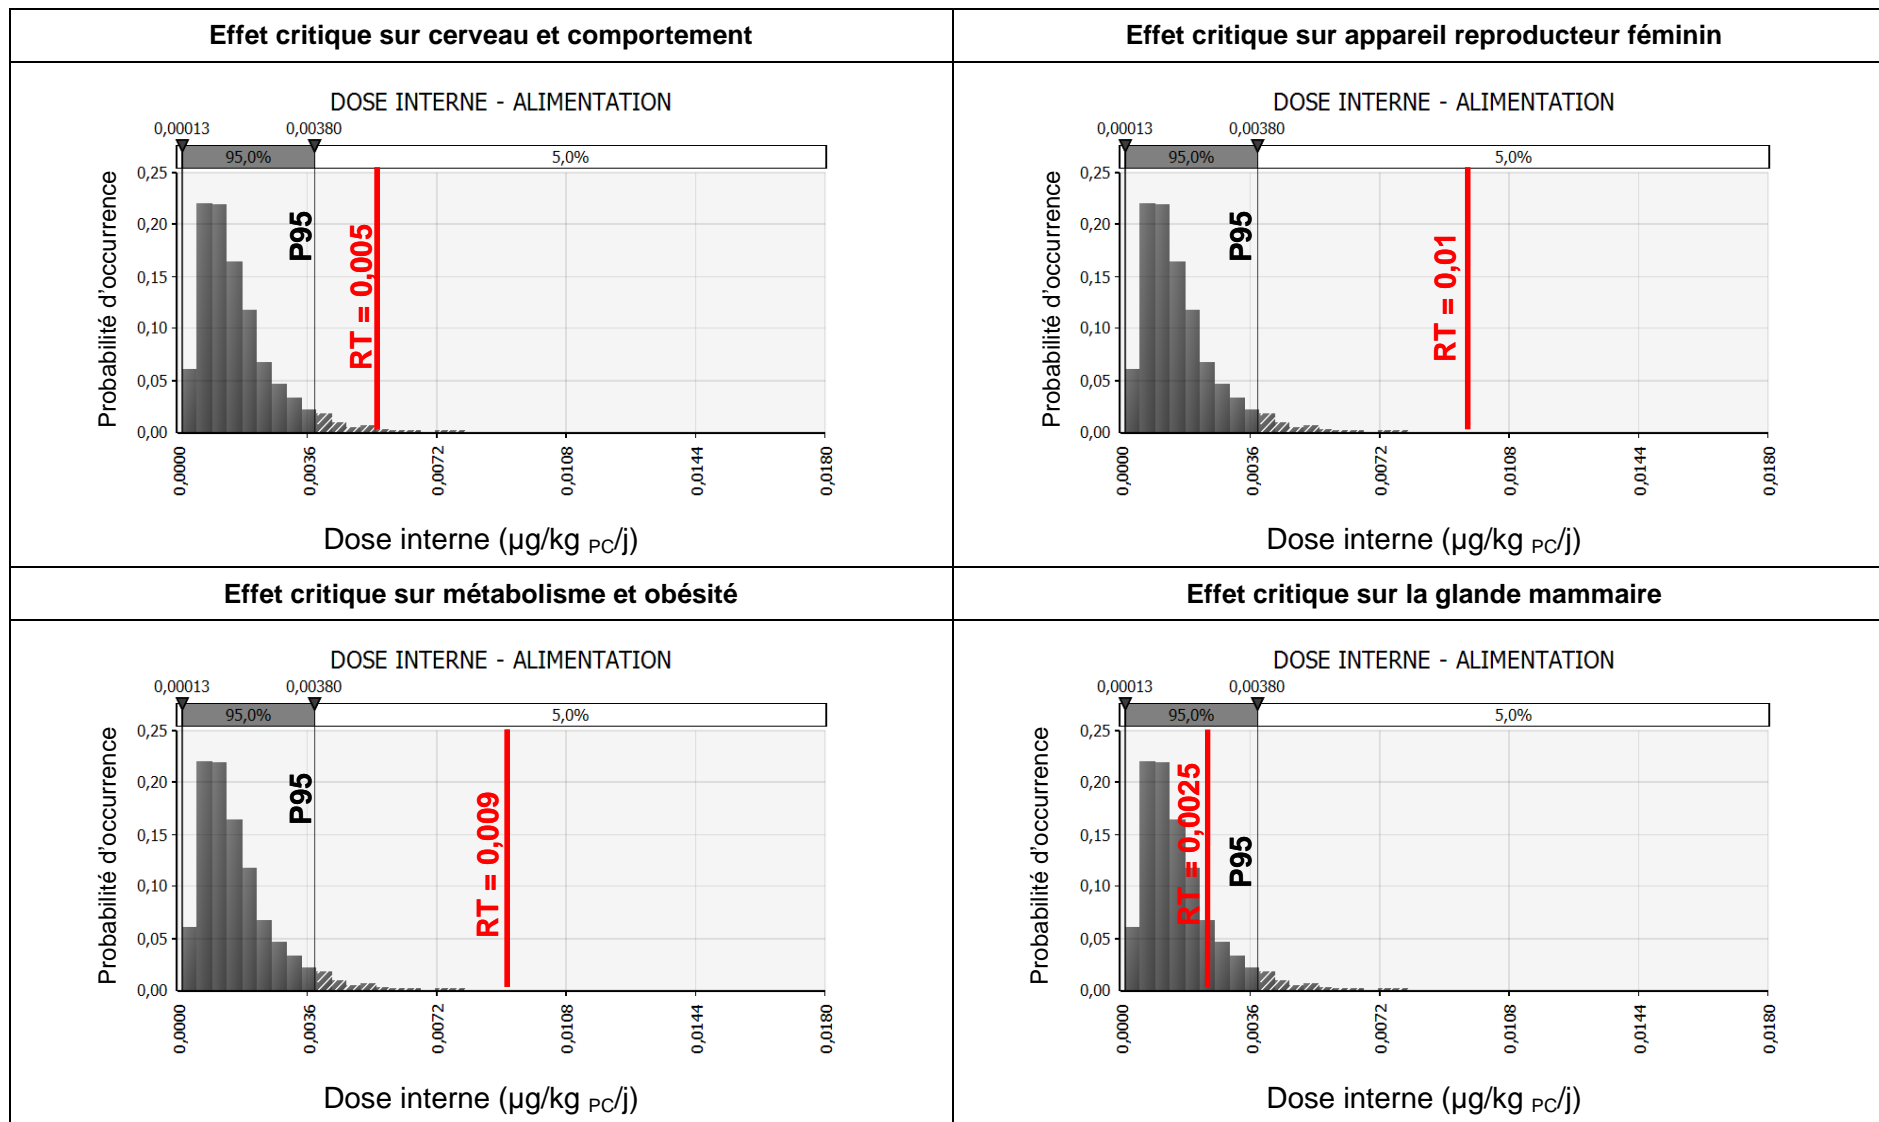 Effet critique sur cerveau et comportement
DOSE INTERNE - ALIMENTATION
0,00013 0,00380
95,0% 5,0%
Probabilité d'occurrence
0,25
0,20
0,15
0,10
0,05
0,00
P95
RT = 0,005
0,0000 0,0036 0,0072 0,0108 0,0144 0,0180
Dose interne (µg/kg PC/j)
Effet critique sur appareil reproducteur féminin
DOSE INTERNE - ALIMENTATION
0,00013 0,00380
95,0% 5,0%
Probabilité d'occurrence
0,25
0,20
0,15
0,10
0,05
0,00
P95
RT = 0,01
0,0000 0,0036 0,0072 0,0108 0,0144 0,0180
Dose interne (µg/kg PC/j)
Effet critique sur métabolisme et obésité
DOSE INTERNE - ALIMENTATION
0,00013 0,00380
95,0% 5,0%
Probabilité d'occurrence
0,25
0,20
0,15
0,10
0,05
0,00
P95
RT = 0,009
0,0000 0,0036 0,0072 0,0108 0,0144 0,0180
Dose interne (µg/kg PC/j)
Effet critique sur la glande mammaire
DOSE INTERNE - ALIMENTATION
0,00013 0,00380
95,0% 5,0%
Probabilité d'occurrence
0,25
0,20
0,15
0,10
0,05
0,00
RT = 0,0025
P95
0,0000 0,0036 0,0072 0,0108 0,0144 0,0180
Dose interne (µg/kg PC/j)